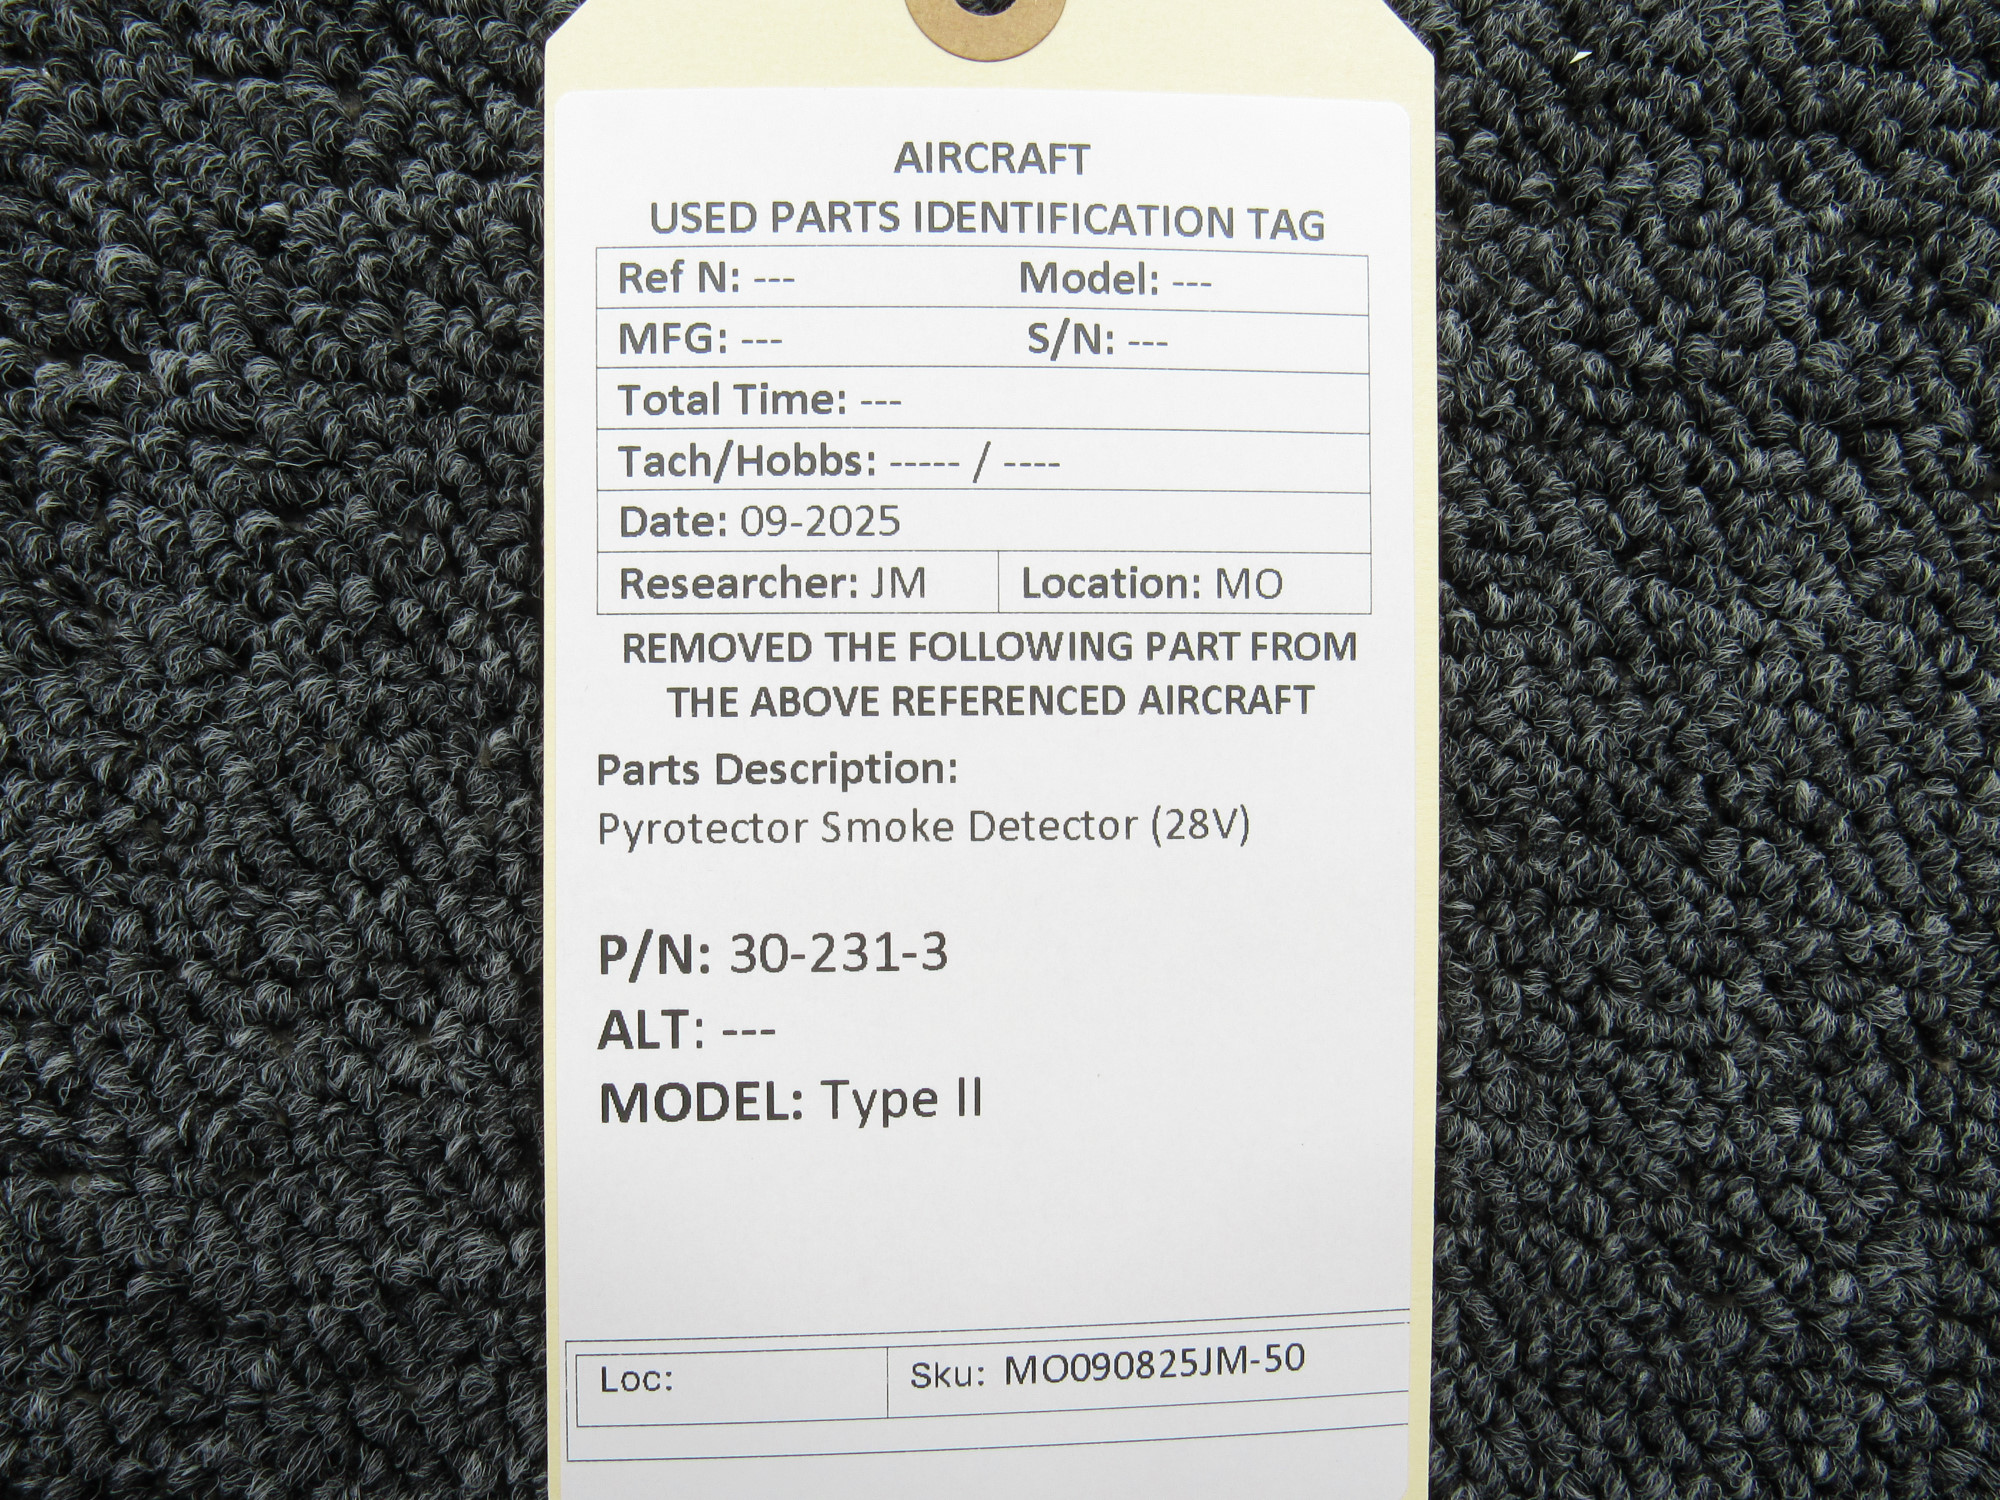 AIRCRAFT
USED PARTS IDENTIFICATION TAG
Ref N: --- Model: ---
MFG: --- S/N: ---
Total Time: ---
Tach/Hobbs: ----- / ----
Date: 09-2025
Researcher: JM Location: MO
REMOVED THE FOLLOWING PART FROM
THE ABOVE REFERENCED AIRCRAFT
Parts Description:
Pyrotector Smoke Detector (28V)
P/N: 30-231-3
ALT: ---
MODEL: Type II
Loc: Sku: MO090825JM-50